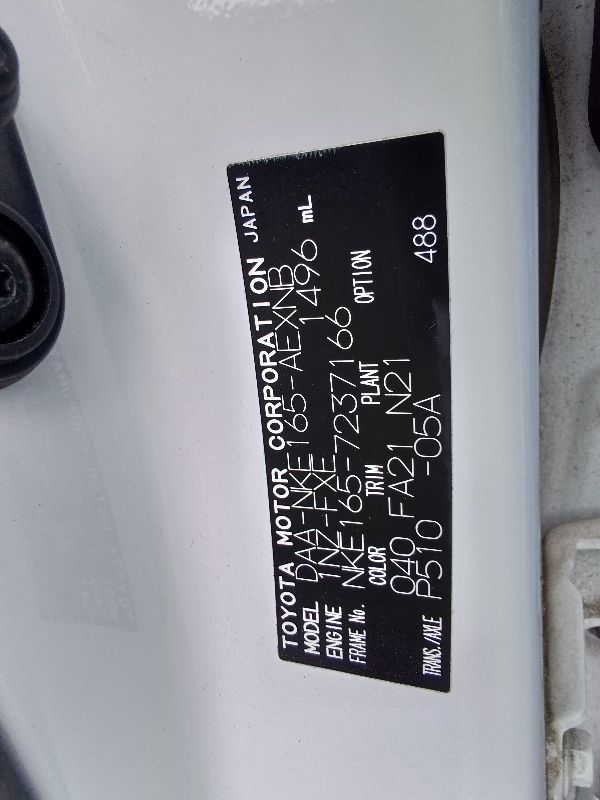 TOYOTA MOTOR CORPORATION JAPAN
MODEL DAA-NKE165-AEXNB
ENGINE 1NZ-FXE 1496 mL
FRAME No. NKE165-7237166
COLOR TRIM PLANT OPTION
040 FA21 N21
TRANS./AXLE P510 -05A 488